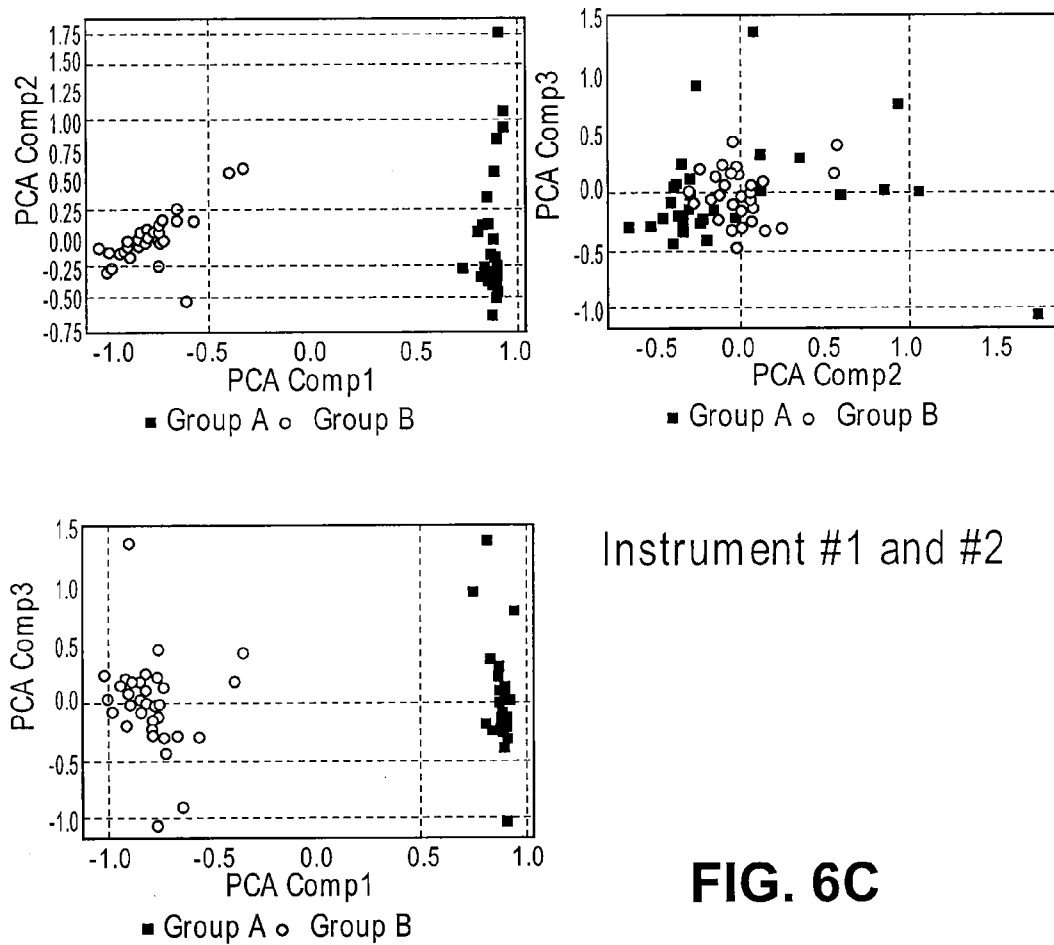 PCA Comp2
1.75
1.50
1.00
0.75
0.50
0.25
0.00
-0.25
-0.50
-0.75
-1.0 -0.5 0.0 0.5 1.0
PCA Comp1
■ Group A ○ Group B
PCA Comp3
1.5
1.0
0.5
0.0
-0.5
-1.0
-0.5 0.0 0.5 1.0 1.5
PCA Comp2
■ Group A ○ Group B
PCA Comp3
1.5
1.0
0.5
0.0
-0.5
-1.0
-1.0 -0.5 0.0 0.5 1.0
PCA Comp1
■ Group A ○ Group B
Instrument #1 and #2
FIG. 6C